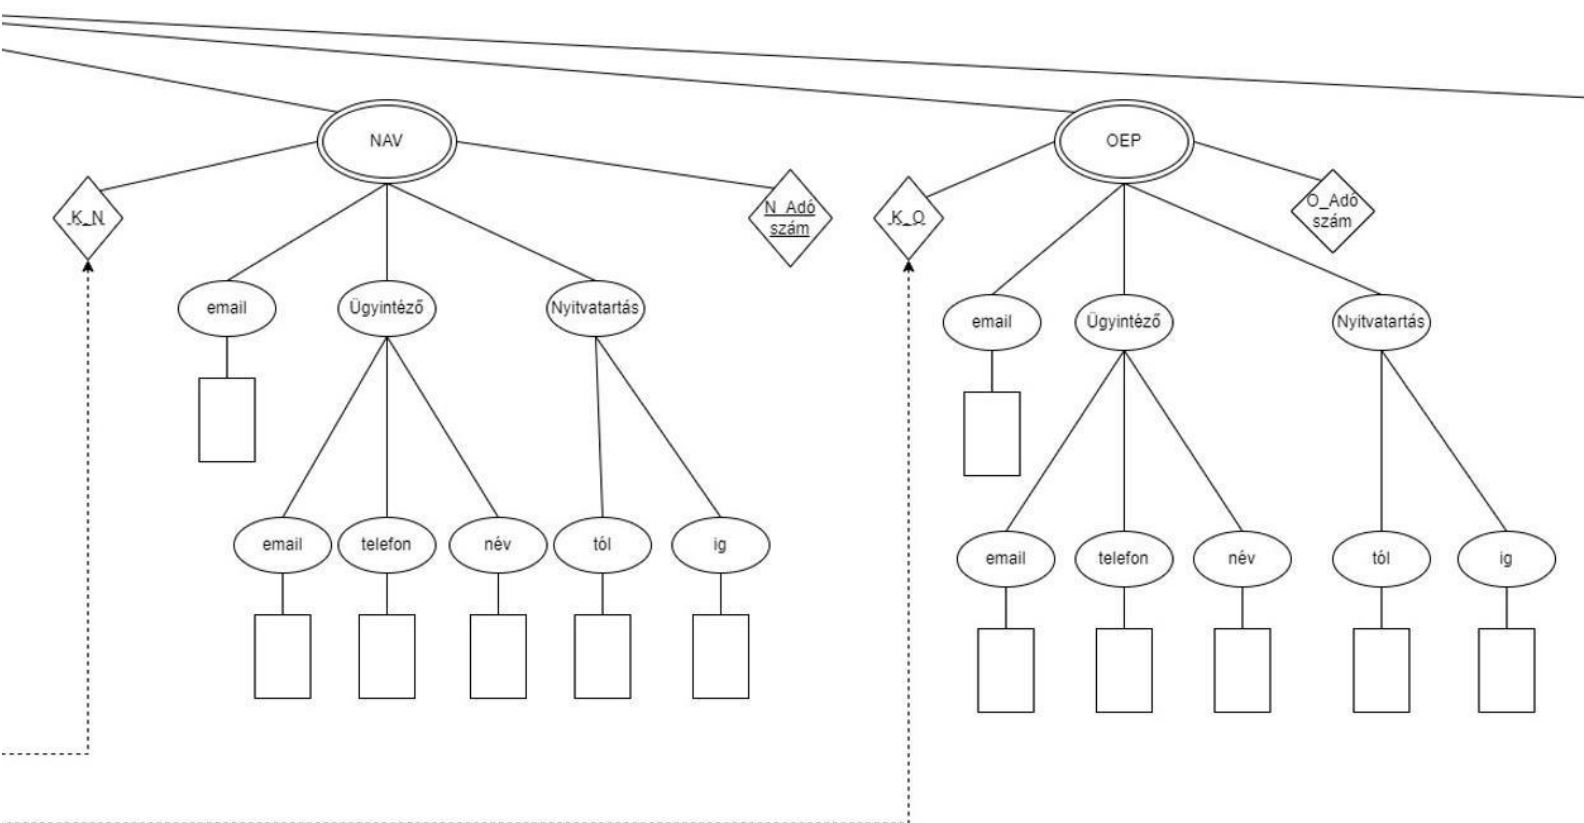 NAV
OEP
K_N
N_Adó
szám
K_O
O_Adó
szám
email
Ügyintéző
Nyitvatartás
email
Ügyintéző
Nyitvatartás
email
telefon
név
tól
ig
email
telefon
név
tól
ig